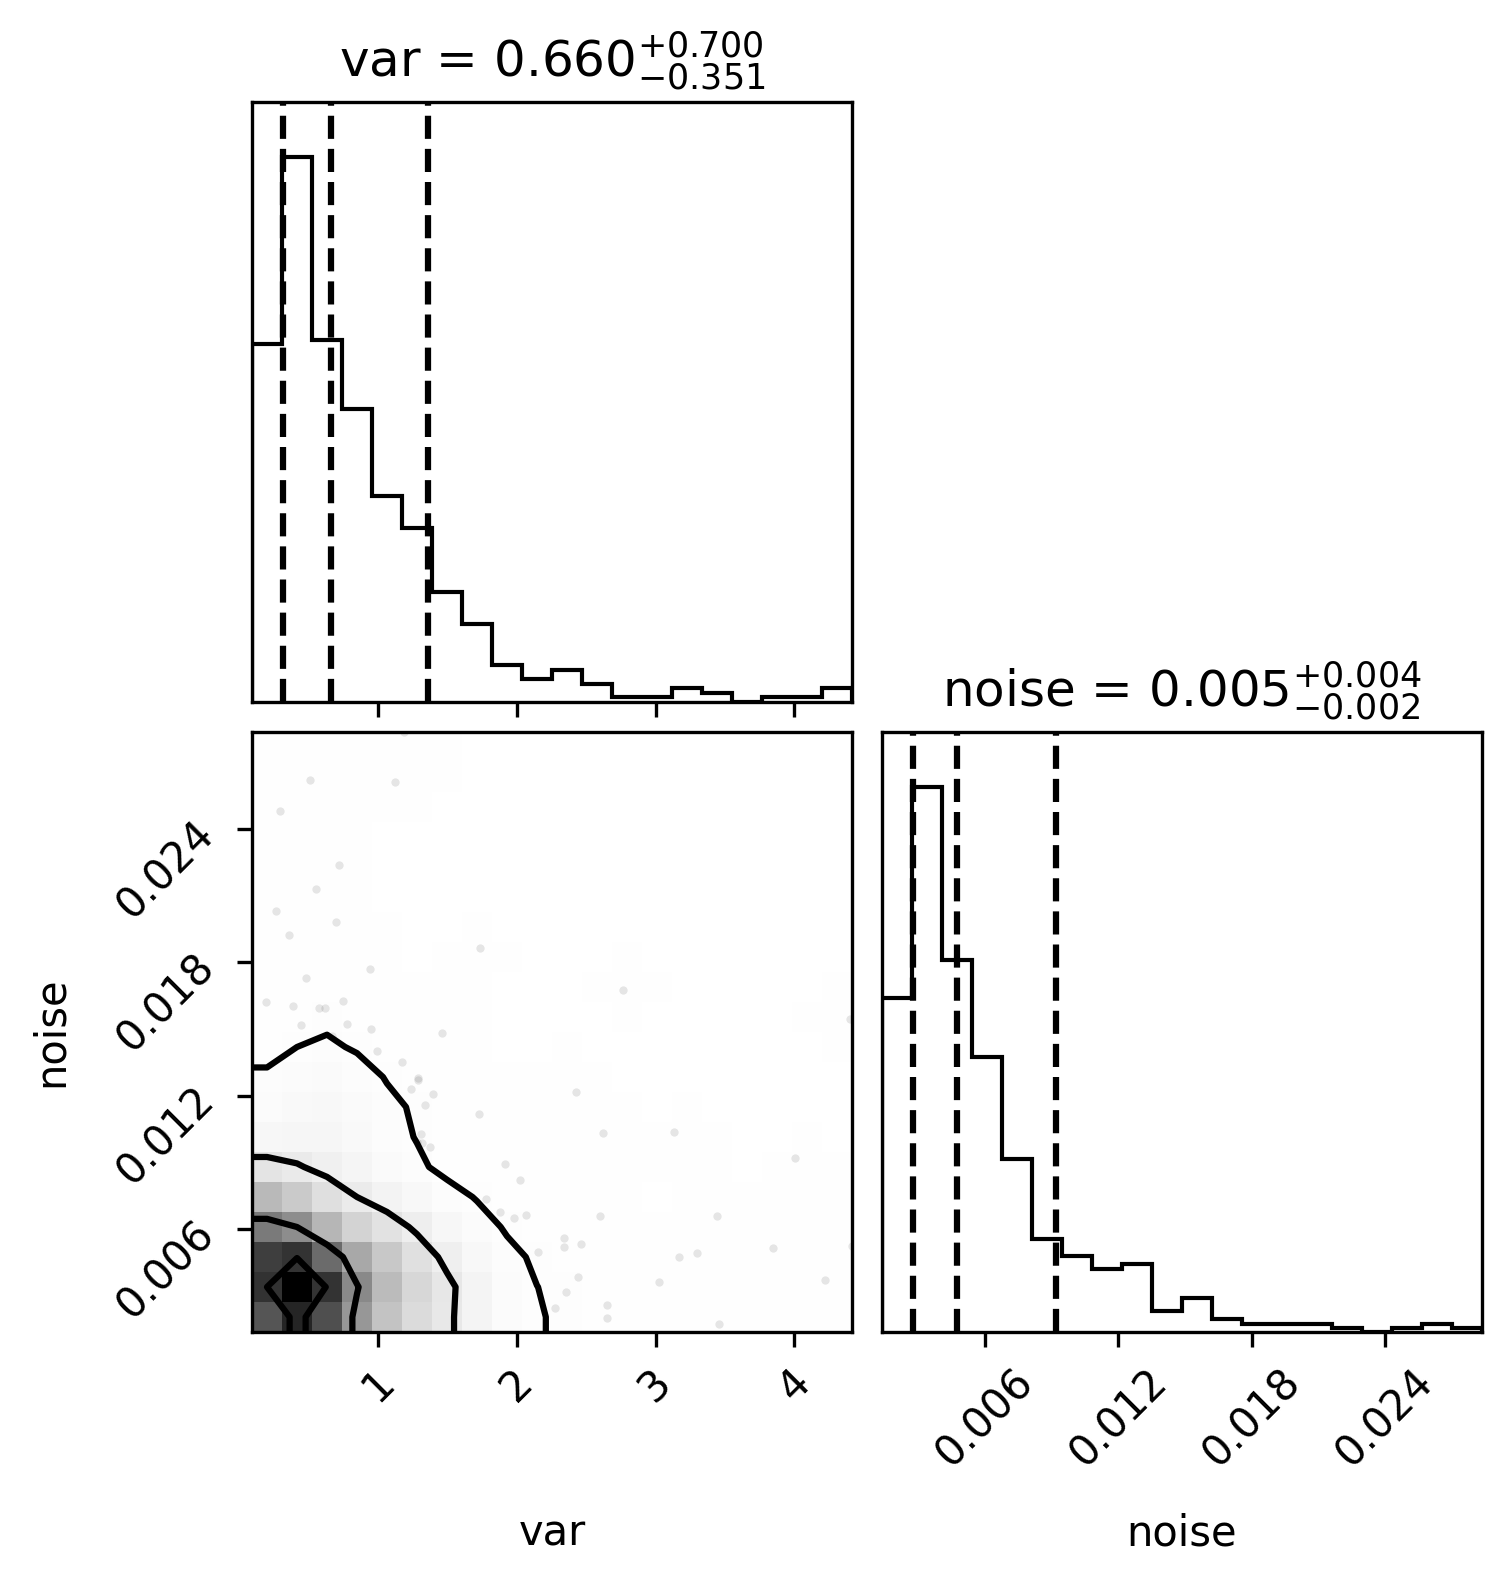 var = 0.660 +0.700 −0.351
noise = 0.005 +0.004 −0.002
0.024
0.018
0.012
0.006
noise
1 2 3 4
var
0.006 0.012 0.018 0.024
noise